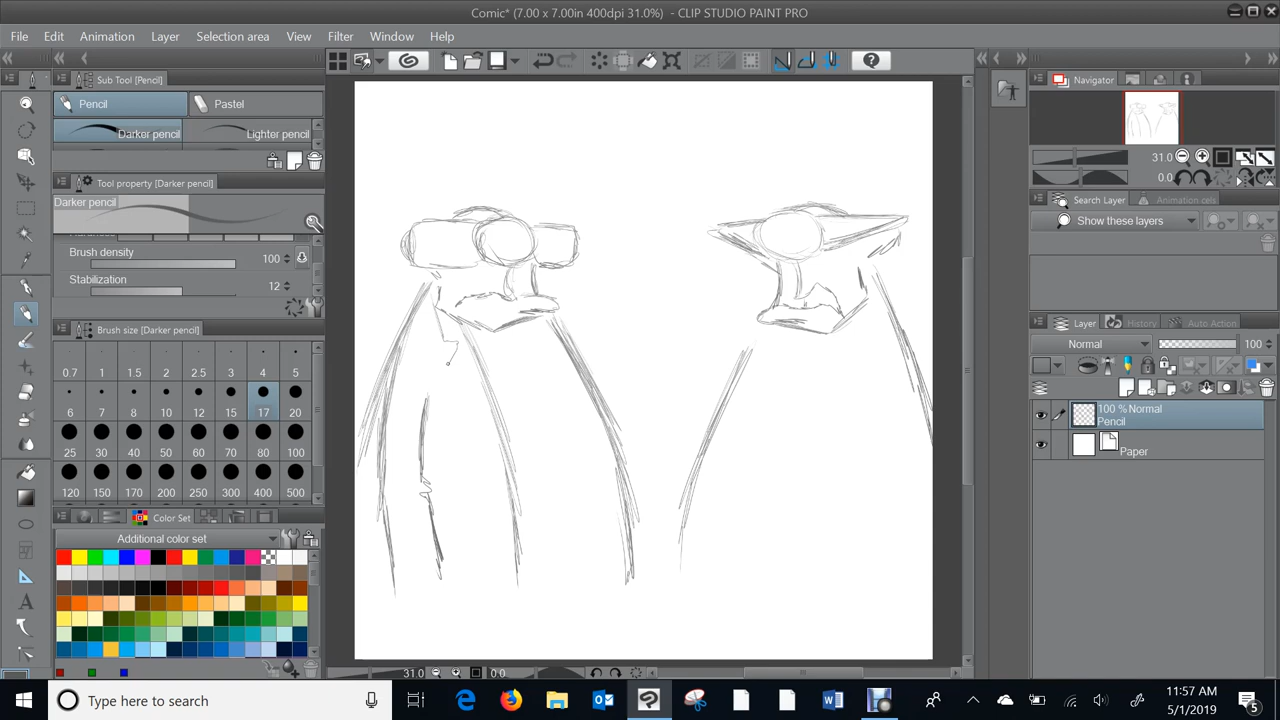 Comic* (7.00 x 7.00in 400dpi 31.0%) - CLIP STUDIO PAINT PRO
File Edit Animation Layer Selection area View Filter Window Help
Sub Tool [Pencil]
Pencil Pastel
Darker pencil Lighter pencil
Tool property [Darker pencil]
Darker pencil
Brush density 100
Stabilization 12
Brush size [Darker pencil]
0.7 1 1.5 2 2.5 3 4 5
6 7 8 10 12 15 17 20
25 30 40 50 60 70 80 100
120 150 170 200 250 300 400 500
Color Set
Additional color set
31.0 0.0
Navigator
31.0
0.0
Search Layer Animation cels
Show these layers
Layer History Auto Action
Normal 100
100 % Normal
Pencil
Paper
Type here to search
11:57 AM
5/1/2019
5